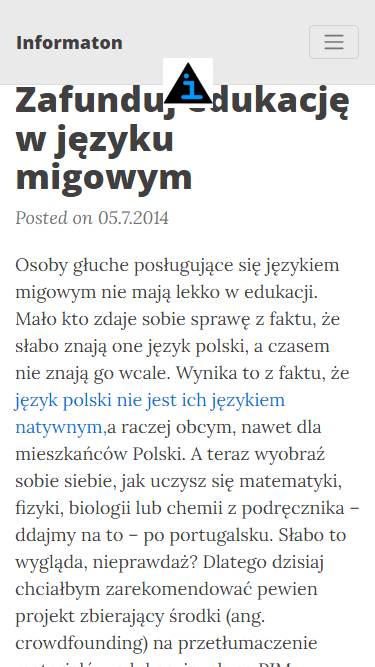 Informaton
Zafunduj edukację
w języku
migowym
Posted on 05.7.2014
Osoby głuche posługujące się językiem
migowym nie mają lekko w edukacji.
Mało kto zdaje sobie sprawę z faktu, że
słabo znają one język polski, a czasem
nie znają go wcale. Wynika to z faktu, że
język polski nie jest ich językiem
natywnym,a raczej obcym, nawet dla
mieszkańców Polski. A teraz wyobraź
sobie siebie, jak uczysz się matematyki,
fizyki, biologii lub chemii z podręcznika –
ddajmy na to – po portugalsku. Słabo to
wygląda, nieprawdaż? Dlatego dzisiaj
chciałbym zarekomendować pewien
projekt zbierający środki (ang.
crowdfounding) na przetłumaczenie